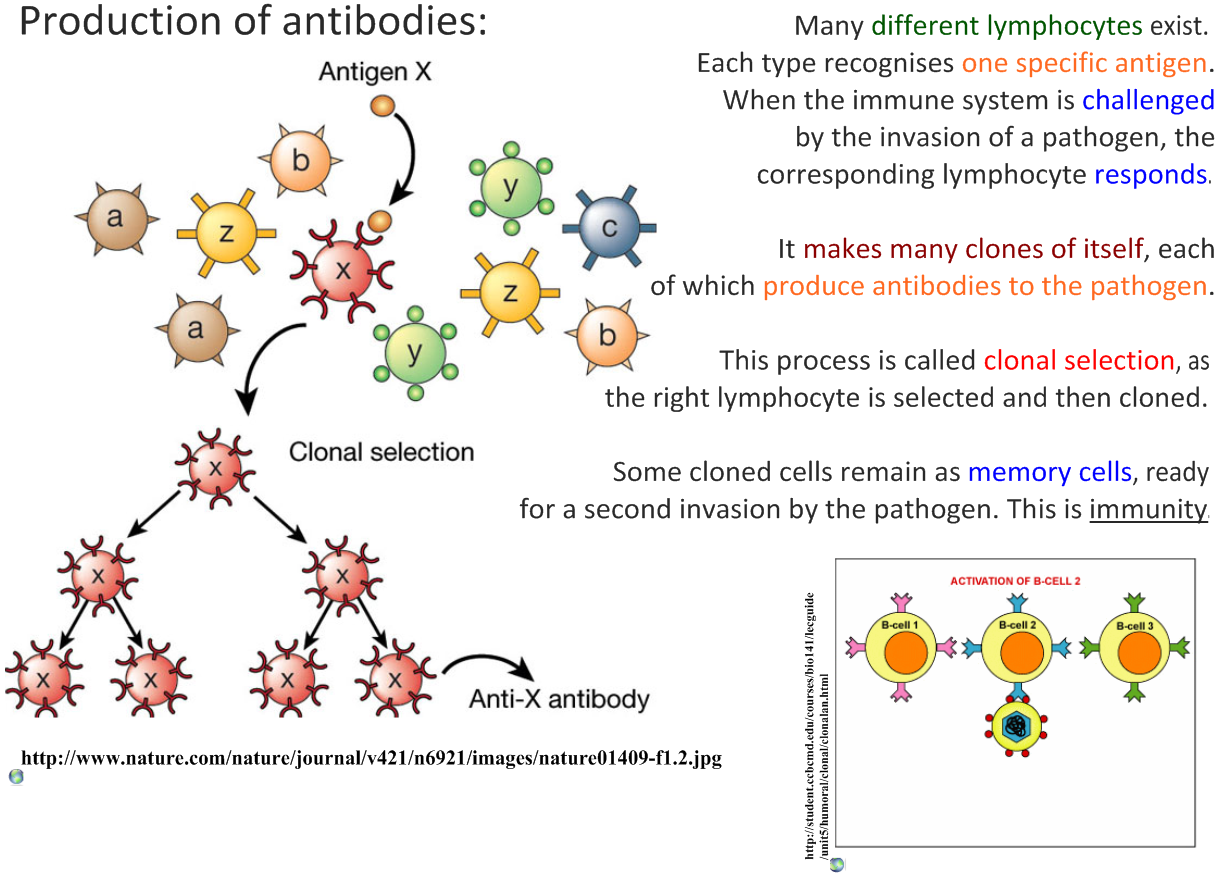 Production of antibodies:
Many different lymphocytes exist.
Each type recognises one specific antigen.
When the immune system is challenged
by the invasion of a pathogen, the
corresponding lymphocyte responds.
It makes many clones of itself, each
of which produce antibodies to the pathogen.
This process is called clonal selection, as
the right lymphocyte is selected and then cloned.
Some cloned cells remain as memory cells, ready
for a second invasion by the pathogen. This is immunity.
Antigen X
b
y
a
z
c
x
z
a
y
b
Clonal selection
x
x
x
x
x
x
x
Anti-X antibody
http://www.nature.com/nature/journal/v421/n6921/images/nature01409-f1.2.jpg
ACTIVATION OF B-CELL 2
B-cell 1
B-cell 2
B-cell 3
http://student.ccbcmd.edu/courses/bio141/lecguide
/unit5/humoral/clonal/clonalan.html